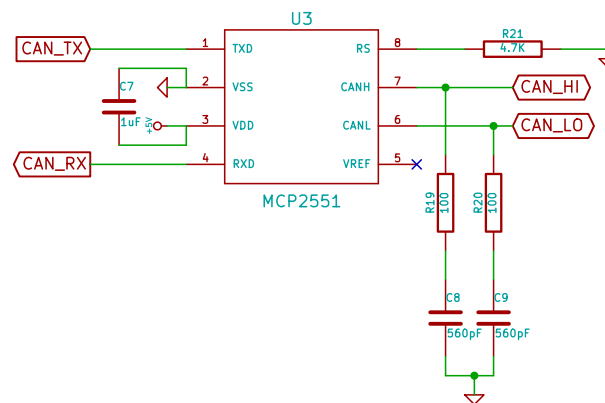 U3
R21
4.7K
CAN_TX
1
TXD
RS
8
C7
1uF
2
VSS
CANH
7
CAN_HI
+5V
3
VDD
CANL
6
CAN_LO
CAN_RX
4
RXD
VREF
5
MCP2551
R19
100
R20
100
C8
560pF
C9
560pF